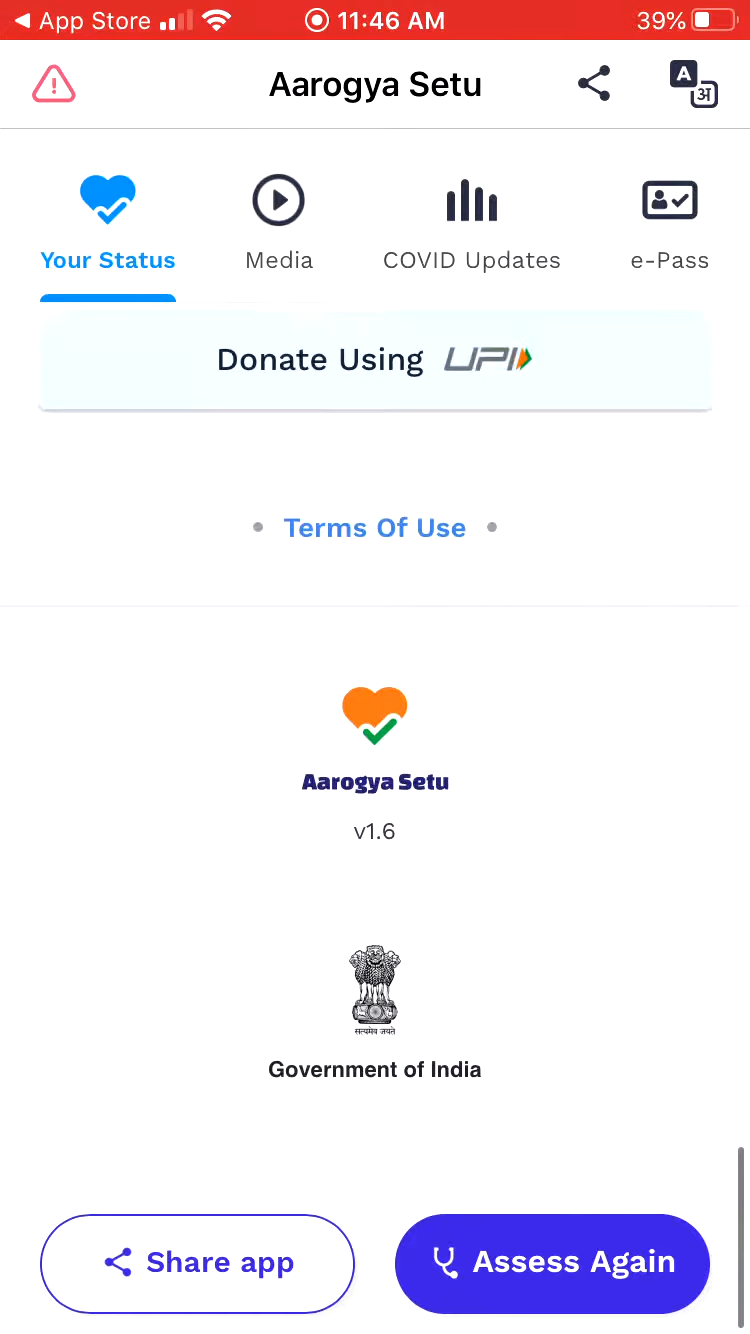 App Store 11:46 AM 39%
Aarogya Setu A अ
Your Status Media COVID Updates e-Pass
Donate Using UPI
Terms Of Use
Aarogya Setu
v1.6
सत्यमेव जयते
Government of India
Share app Assess Again